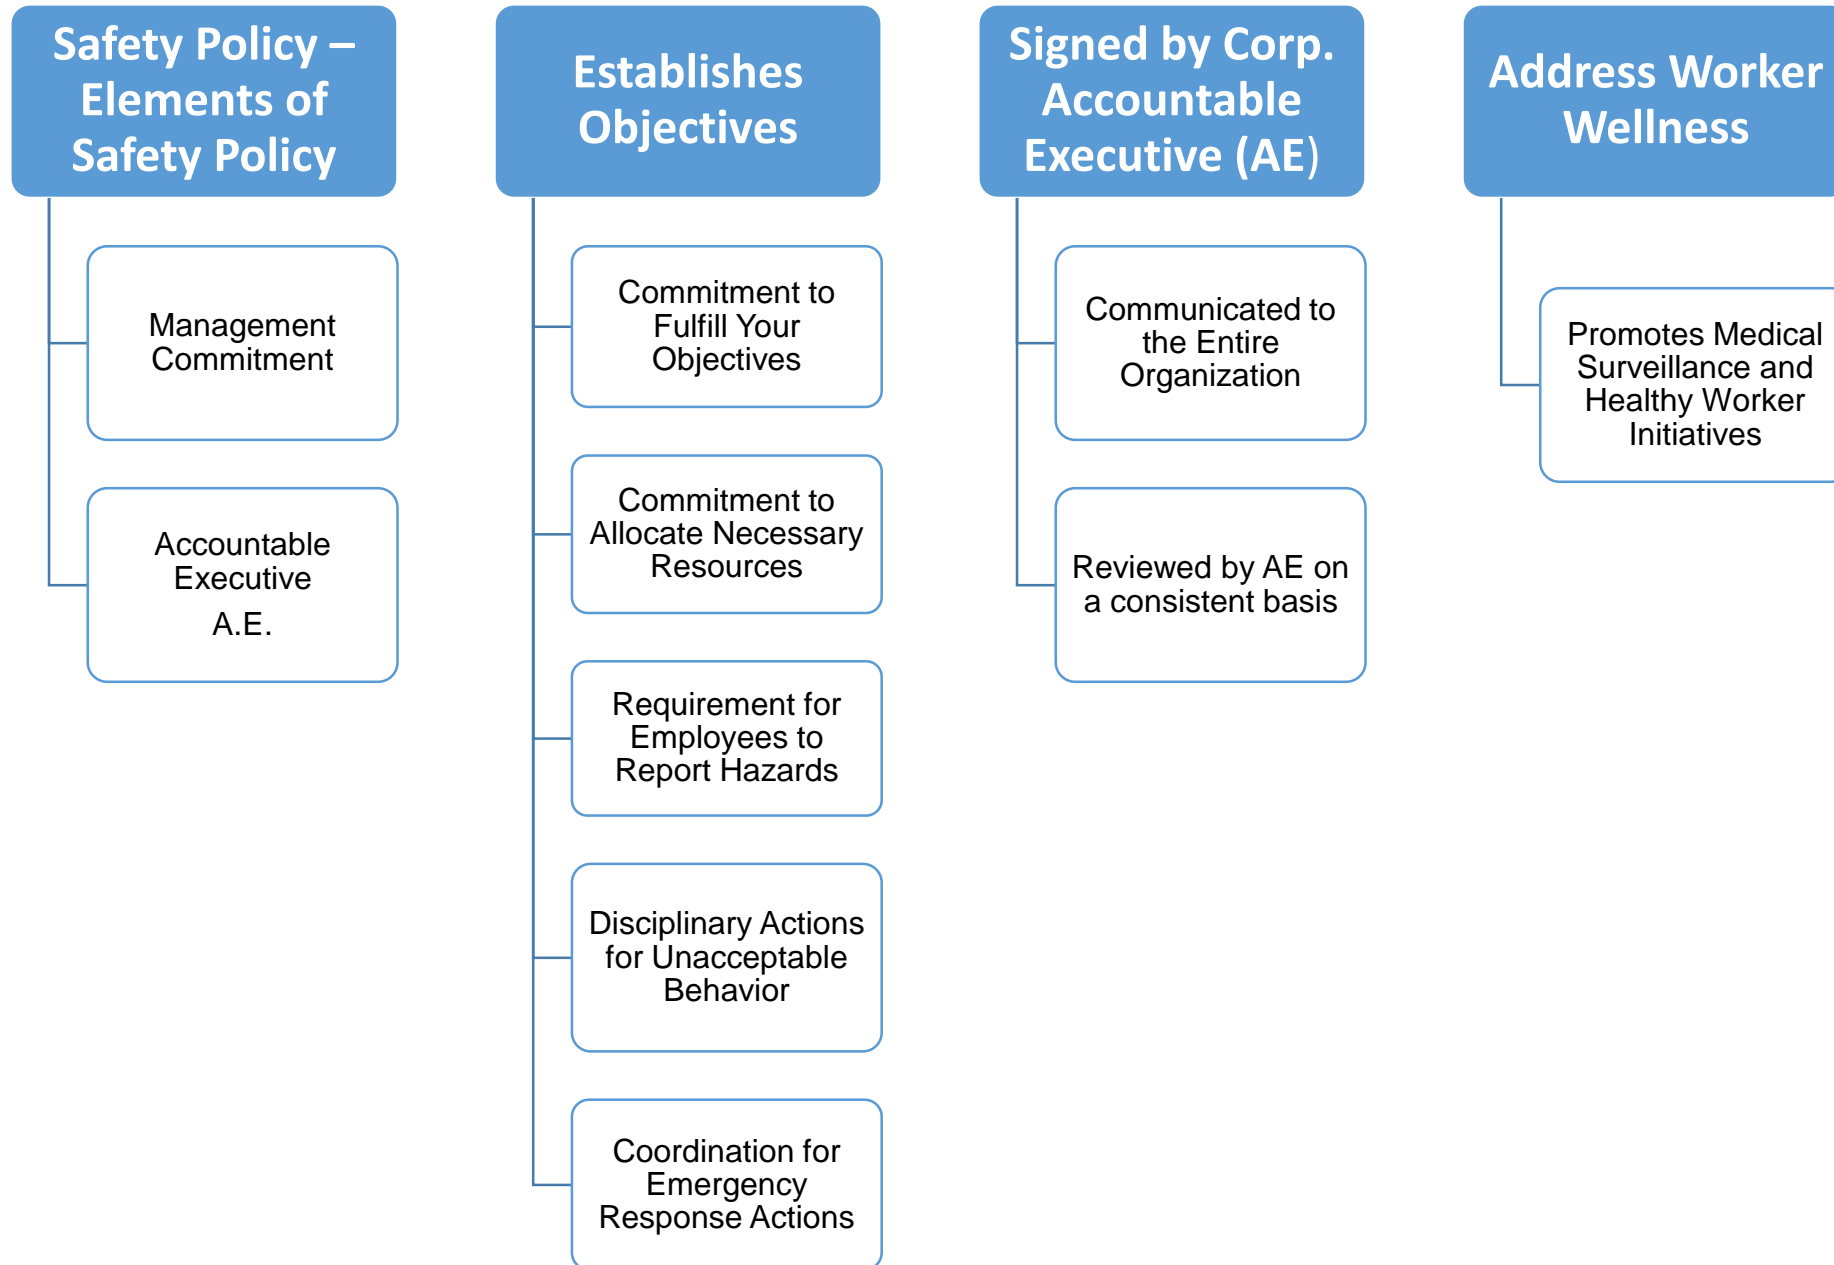 Safety Policy –
Elements of
Safety Policy
Management
Commitment
Accountable
Executive
A.E.
Establishes
Objectives
Commitment to
Fulfill Your
Objectives
Commitment to
Allocate Necessary
Resources
Requirement for
Employees to
Report Hazards
Disciplinary Actions
for Unacceptable
Behavior
Coordination for
Emergency
Response Actions
Signed by Corp.
Accountable
Executive (AE)
Communicated to
the Entire
Organization
Reviewed by AE on
a consistent basis
Address Worker
Wellness
Promotes Medical
Surveillance and
Healthy Worker
Initiatives